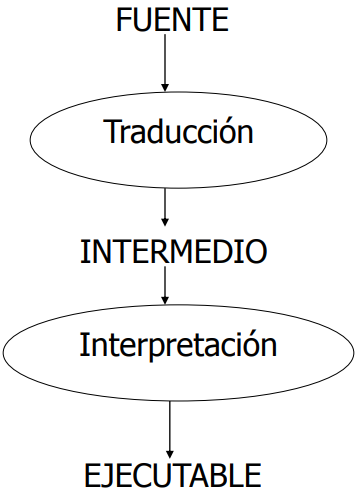 FUENTE
Traducción
INTERMEDIO
Interpretación
EJECUTABLE